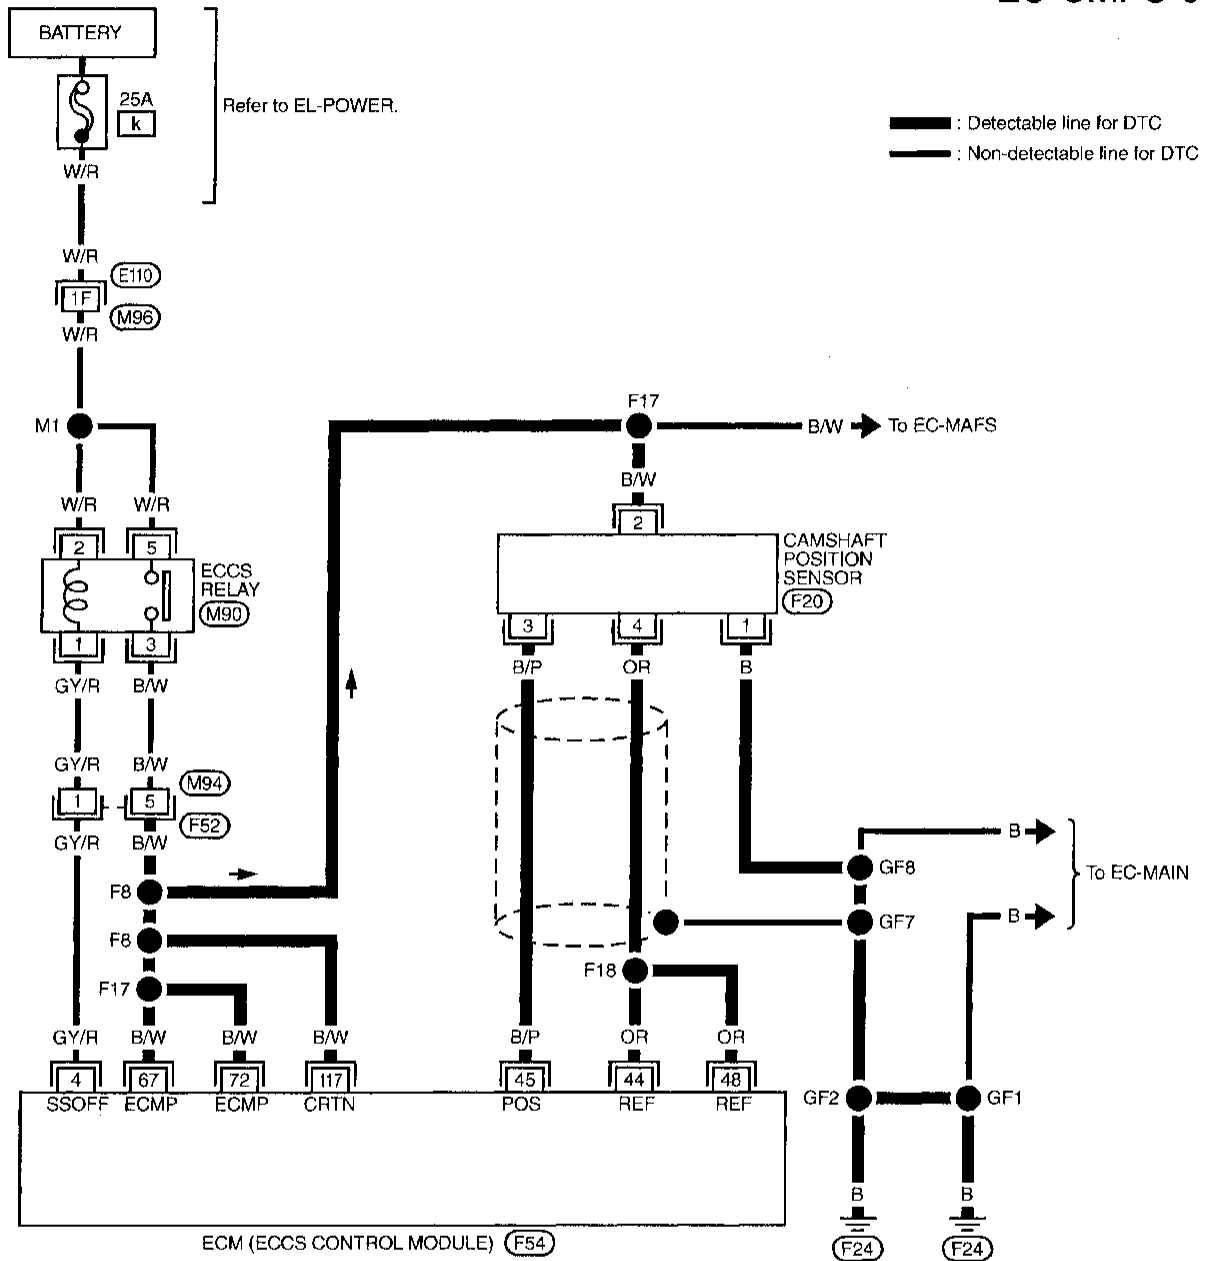 BATTERY
25A
k
Refer to EL-POWER.
: Detectable line for DTC
: Non-detectable line for DTC
W/R
W/R
E110
1F
M96
W/R
F17
M1
B/W
To EC-MAFS
B/W
W/R
W/R
2
2
5
CAMSHAFT
POSITION
SENSOR
F20
ECCS
RELAY
M90
1
3
3
4
1
B/P
OR
B
GY/R
B/W
GY/R
B/W
M94
1
5
F52
GY/R
B/W
B
GF8
To EC-MAIN
F8
B
GF7
F8
F18
F17
GY/R
B/W
B/W
B/W
B/P
OR
OR
4
67
72
117
45
44
48
SSOFF
ECMP
ECMP
CRTN
POS
REF
REF
GF2
GF1
B
B
ECM (ECCS CONTROL MODULE)
F54
F24
F24